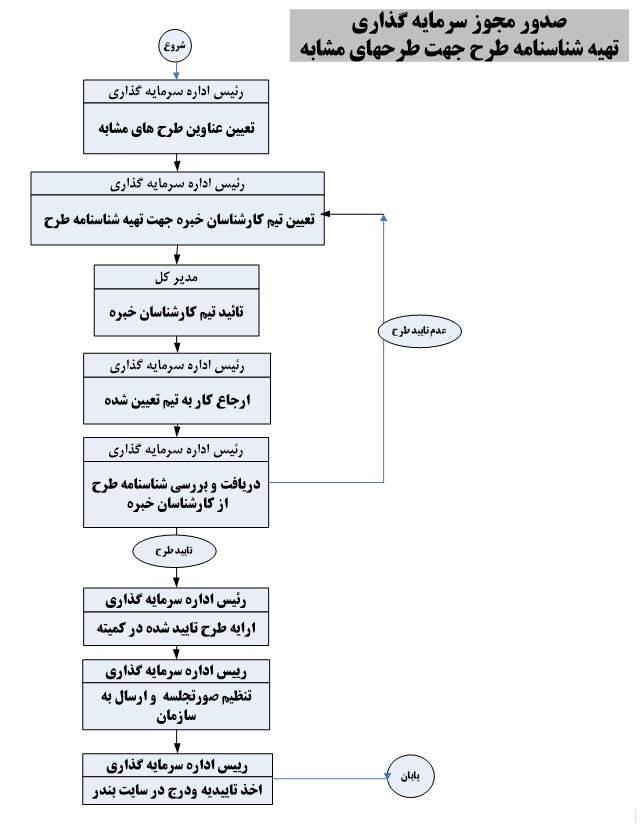 صدور مجوز سرمایه گذاری
تهیه شناسنامه طرح جهت طرحهای مشابه
شروع
رئیس اداره سرمایه گذاری
تعیین عناوین طرح های مشابه
رئیس اداره سرمایه گذاری
تعیین تیم کارشناسان خبره جهت تهیه شناسنامه طرح
مدیر کل
تائید تیم کارشناسان خبره
عدم تایید طرح
رئیس اداره سرمایه گذاری
ارجاع کار به تیم تعیین شده
رئیس اداره سرمایه گذاری
دریافت و بررسی شناسنامه طرح
از کارشناسان خبره
تایید طرح
رئیس اداره سرمایه گذاری
ارایه طرح تایید شده در کمیته
رییس اداره سرمایه گذاری
تنظیم صورتجلسه و ارسال به
سازمان
رییس اداره سرمایه گذاری
اخذ تاییدیه ودرج در سایت بندر
پایان